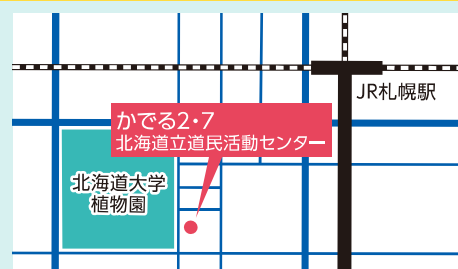 JR札幌駅
かでる2・7
北海道立道民活動センター
北海道大学
植物園